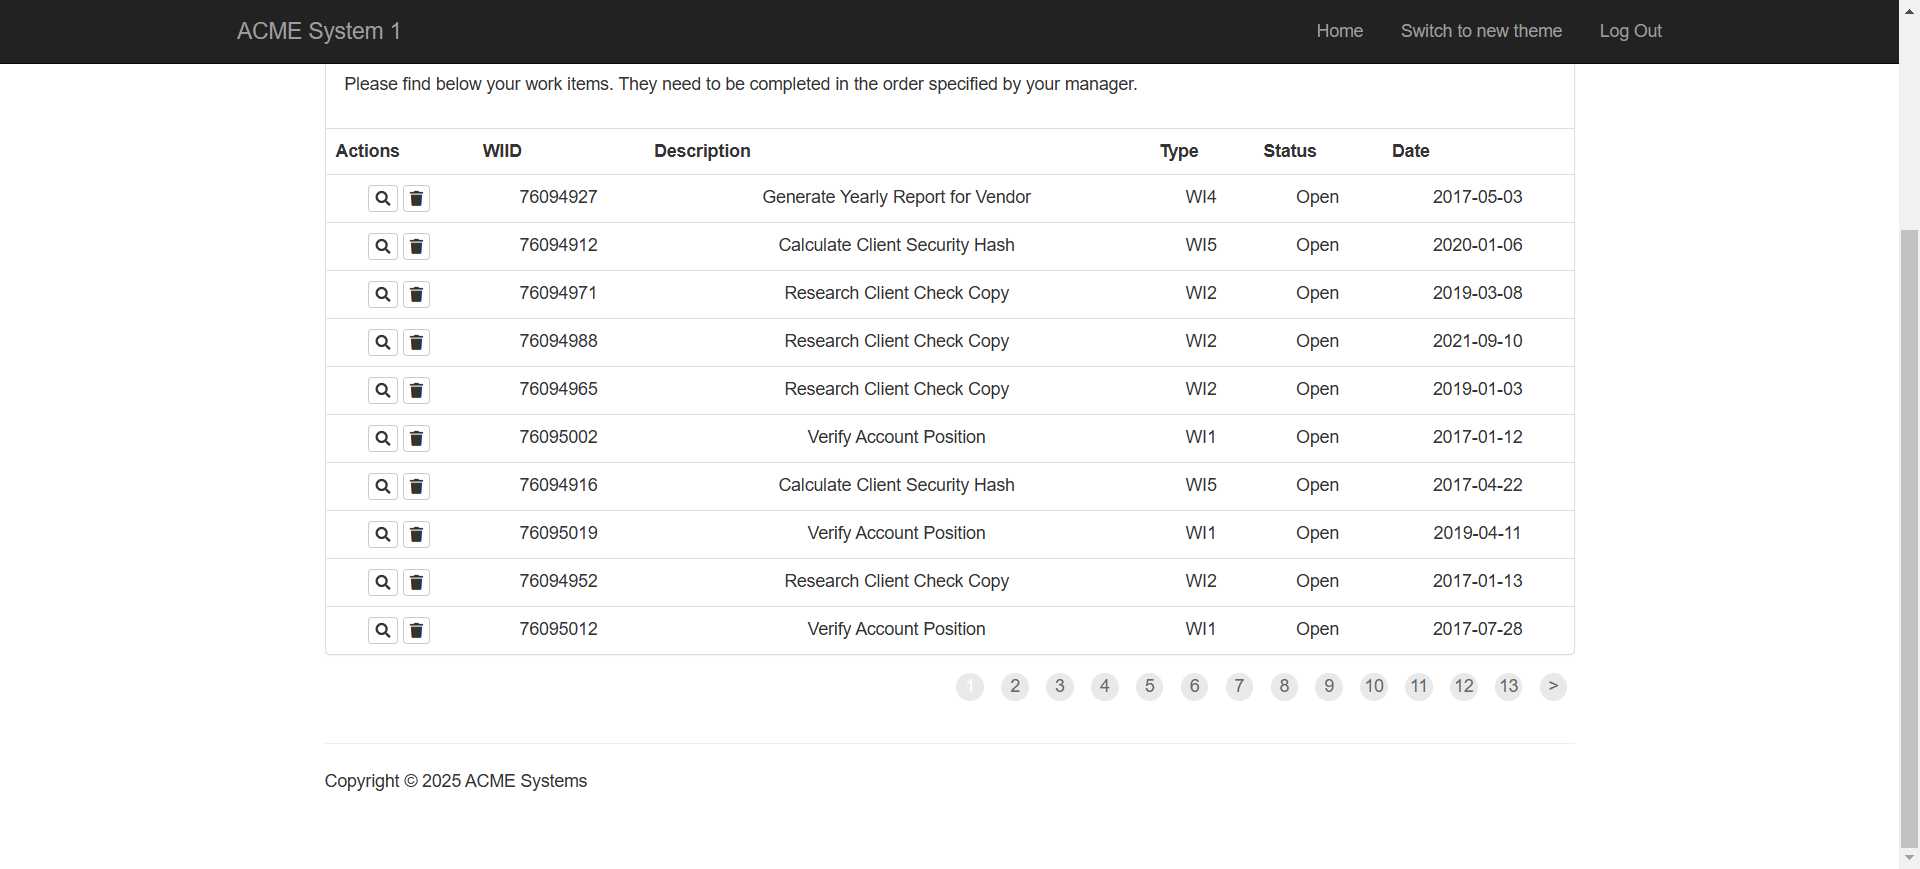 ACME System 1 Home Switch to new theme Log Out
Please find below your work items. They need to be completed in the order specified by your manager.
Actions WIID Description Type Status Date
76094927 Generate Yearly Report for Vendor WI4 Open 2017-05-03
76094912 Calculate Client Security Hash WI5 Open 2020-01-06
76094971 Research Client Check Copy WI2 Open 2019-03-08
76094988 Research Client Check Copy WI2 Open 2021-09-10
76094965 Research Client Check Copy WI2 Open 2019-01-03
76095002 Verify Account Position WI1 Open 2017-01-12
76094916 Calculate Client Security Hash WI5 Open 2017-04-22
76095019 Verify Account Position WI1 Open 2019-04-11
76094952 Research Client Check Copy WI2 Open 2017-01-13
76095012 Verify Account Position WI1 Open 2017-07-28
1 2 3 4 5 6 7 8 9 10 11 12 13 >
Copyright © 2025 ACME Systems